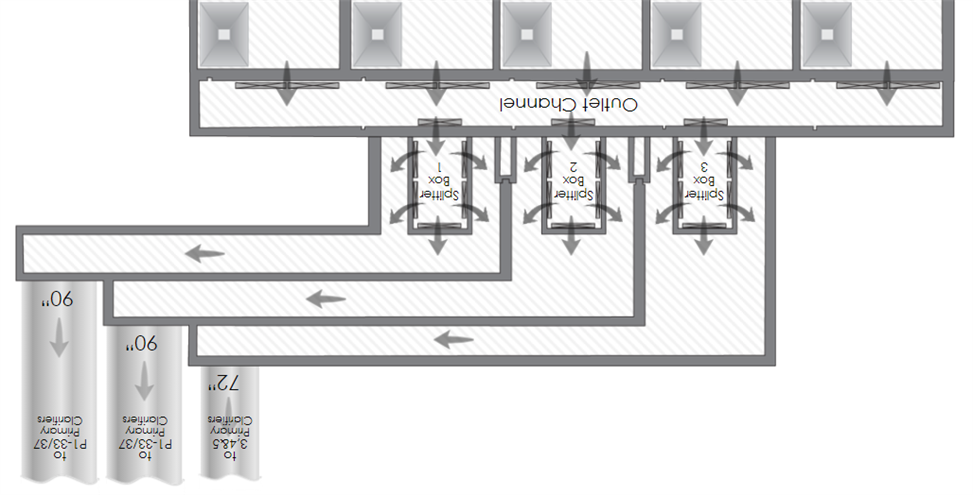 to
3,4&5
Primary
Clarifiers
72"
to
P1-33/37
Primary
Clarifiers
90"
to
P1-33/37
Primary
Clarifiers
90"
Splitter
Box
3
Splitter
Box
2
Splitter
Box
1
Outlet Channel